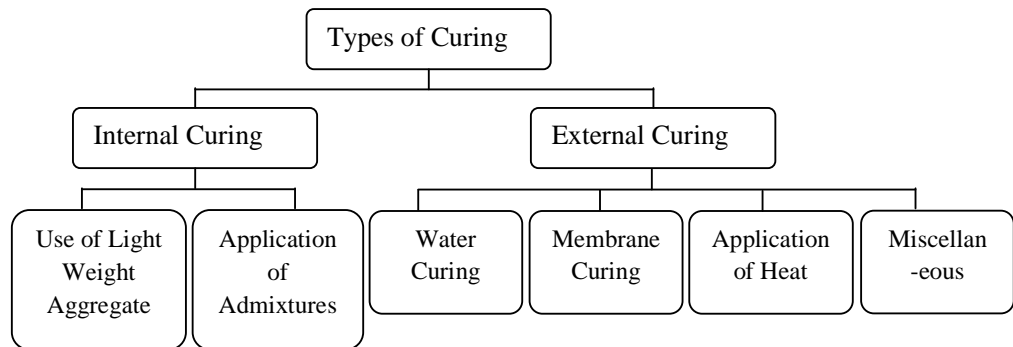 Types of Curing
Internal Curing
External Curing
Use of Light
Weight
Aggregate
Application
of
Admixtures
Water
Curing
Membrane
Curing
Application
of Heat
Miscellan
-eous